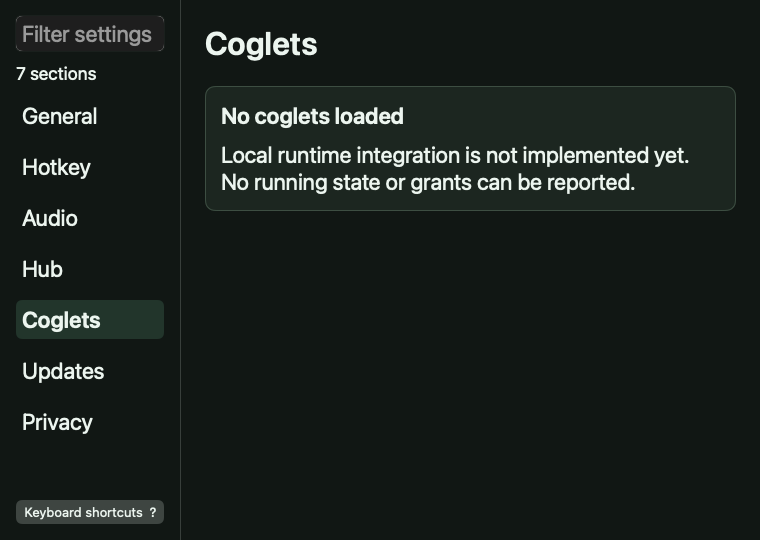 Filter settings
7 sections
General
Hotkey
Audio
Hub
Coglets
Updates
Privacy
Keyboard shortcuts ?
Coglets
No coglets loaded
Local runtime integration is not implemented yet.
No running state or grants can be reported.